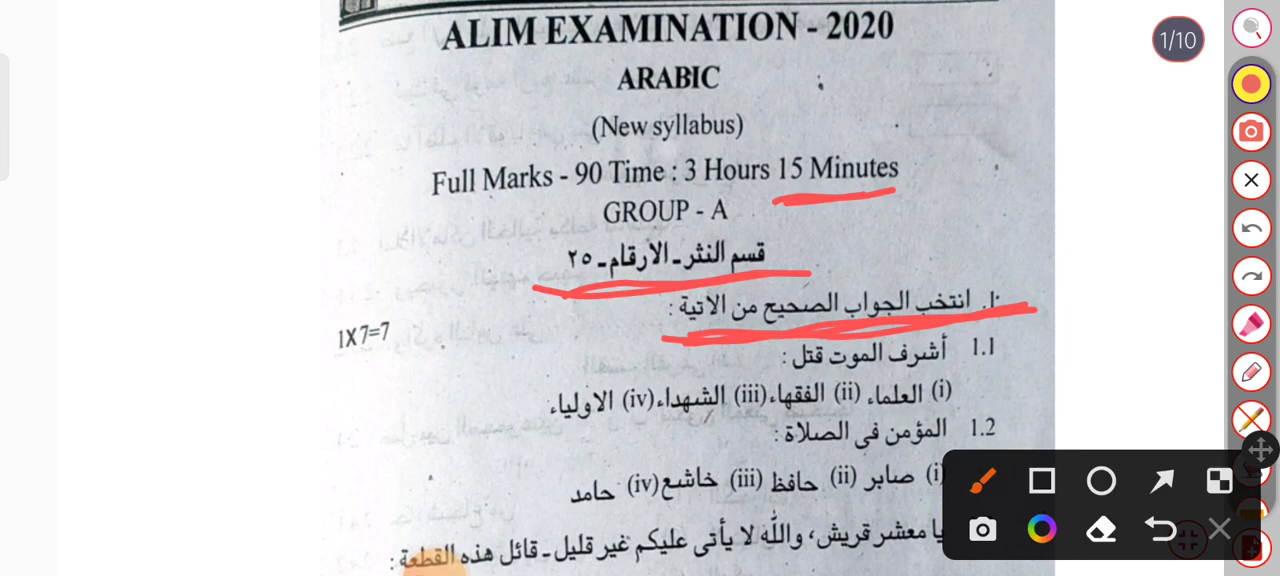 ALIM EXAMINATION - 2020
1/10
ARABIC
(New syllabus)
Full Marks - 90 Time : 3 Hours 15 Minutes
GROUP - A
قسم النثر ـ الأرقام ـ ٢٥
١. انتخب الجواب الصحيح من الاتية :
1X7=7
1.1 أشرف الموت قتل :
(i) العلماء (ii) الفقهاء (iii) الشهداء (iv) الاولياء
1.2 المؤمن فى الصلاة :
(i) صابر (ii) حافظ (iii) خاشع (iv) حامد
يا معشر قريش، والله لا يأتى عليكم غير قليل ـ قائل هذه القطعة :